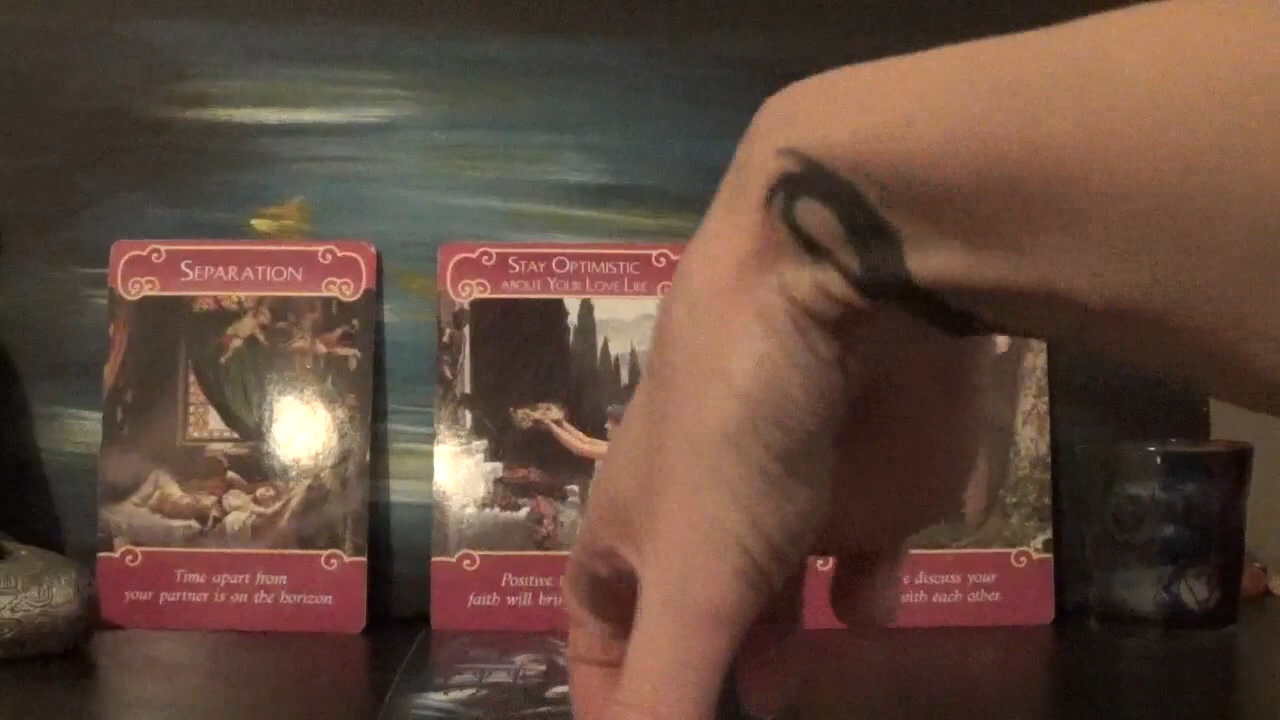 SEPARATION
Time apart from
your partner is on the horizon
STAY OPTIMISTIC
ABOUT YOUR LOVE LIFE
Positive
faith will
discuss your
with each other.